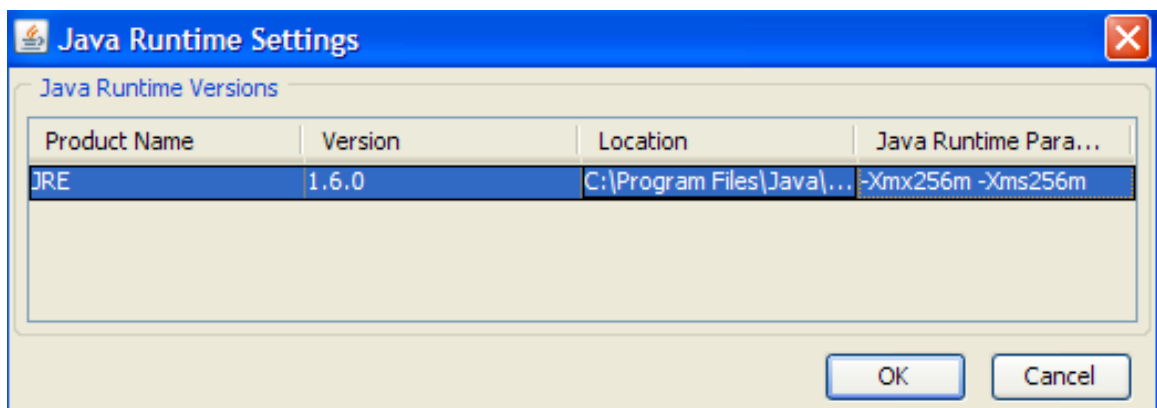 Java Runtime Settings
Java Runtime Versions
Product Name Version Location Java Runtime Para...
JRE 1.6.0 C:\Program Files\Java\... -Xmx256m -Xms256m
OK Cancel